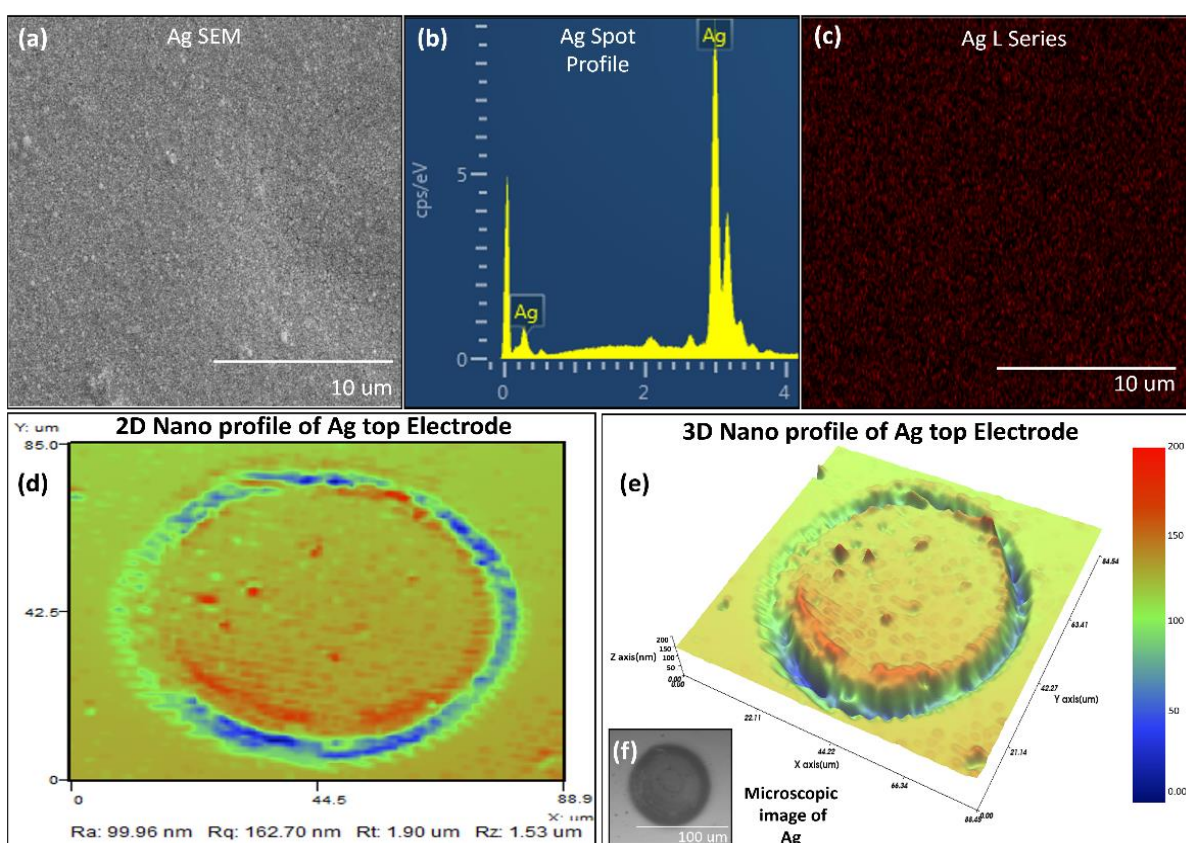 (a)
Ag SEM
10 um
(b)
Ag Spot
Profile
Ag
Ag
cps/eV
5
0
0
2
4
(c)
Ag L Series
10 um
2D Nano profile of Ag top Electrode
Y: um
85.0
(d)
42.5
0
0
44.5
88.9
X: um
Ra: 99.96 nm Rq: 162.70 nm Rt: 1.90 um Rz: 1.53 um
3D Nano profile of Ag top Electrode
(e)
200
150
100
50
0.00
Z axis(nm)
200
150
100
50
0.00
0.00
22.11
44.22
66.34
X axis(um)
0.00
21.14
42.27
63.41
84.54
Y axis(um)
(f)
100 um
Microscopic
image of
Ag